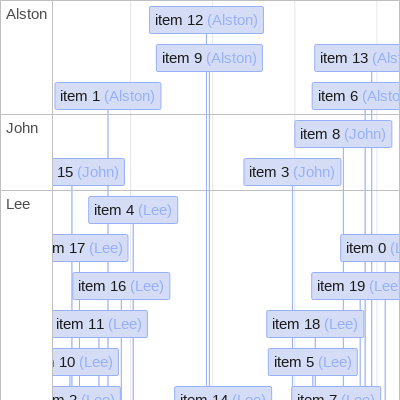 Alston
item 12 (Alston)
item 9 (Alston)
item 13 (Als
item 1 (Alston)
item 6 (Alsto
John
item 8 (John)
15 (John)
item 3 (John)
Lee
item 4 (Lee)
m 17 (Lee)
item 0 (L
item 16 (Lee)
item 19 (Lee
item 11 (Lee)
item 18 (Lee)
10 (Lee)
item 5 (Lee)
m 2 (Lee)
item 14 (Lee)
item 7 (Lee)